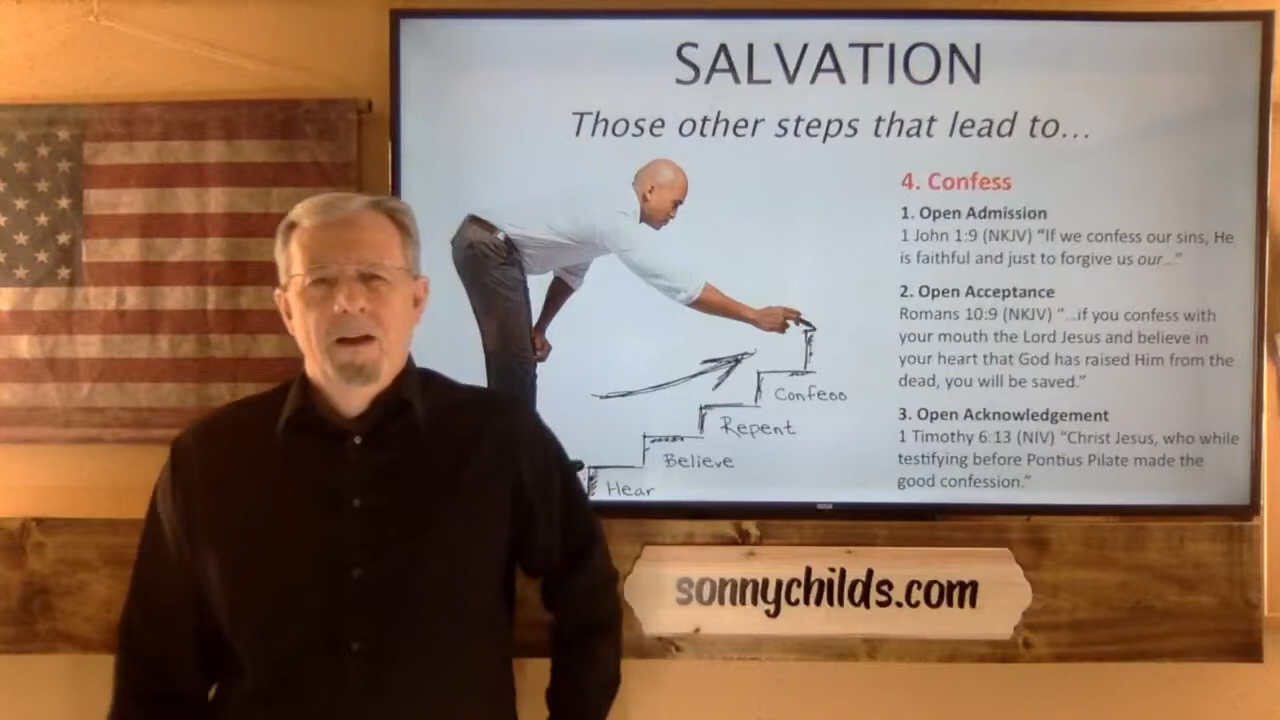 SALVATION
Those other steps that lead to...
4. Confess
1. Open Admission
1 John 1:9 (NKJV) “If we confess our sins, He
is faithful and just to forgive us our...”
2. Open Acceptance
Romans 10:9 (NKJV) “...if you confess with
your mouth the Lord Jesus and believe in
your heart that God has raised Him from the
dead, you will be saved.”
3. Open Acknowledgement
1 Timothy 6:13 (NIV) “Christ Jesus, who while
testifying before Pontius Pilate made the
good confession.”
Confess
Repent
Believe
Hear
sonnychilds.com